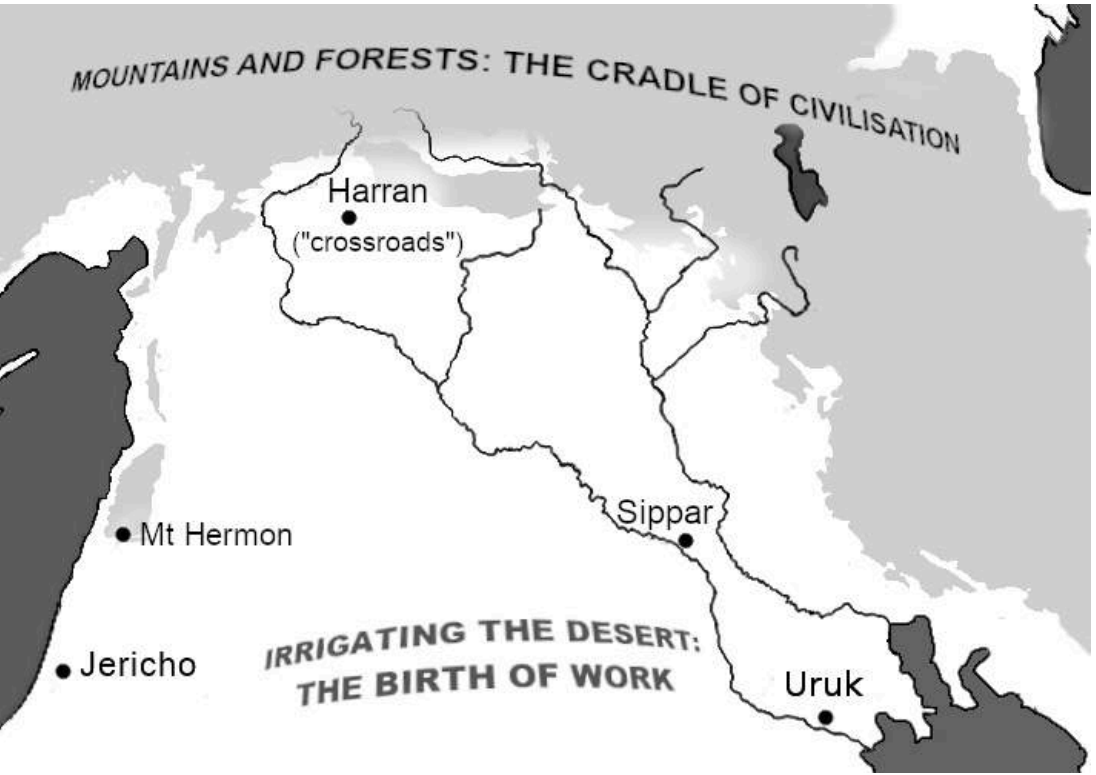 MOUNTAINS AND FORESTS: THE CRADLE OF CIVILISATION
Harran
("crossroads")
Sippar
Mt Hermon
IRRIGATING THE DESERT:
THE BIRTH OF WORK
Jericho
Uruk